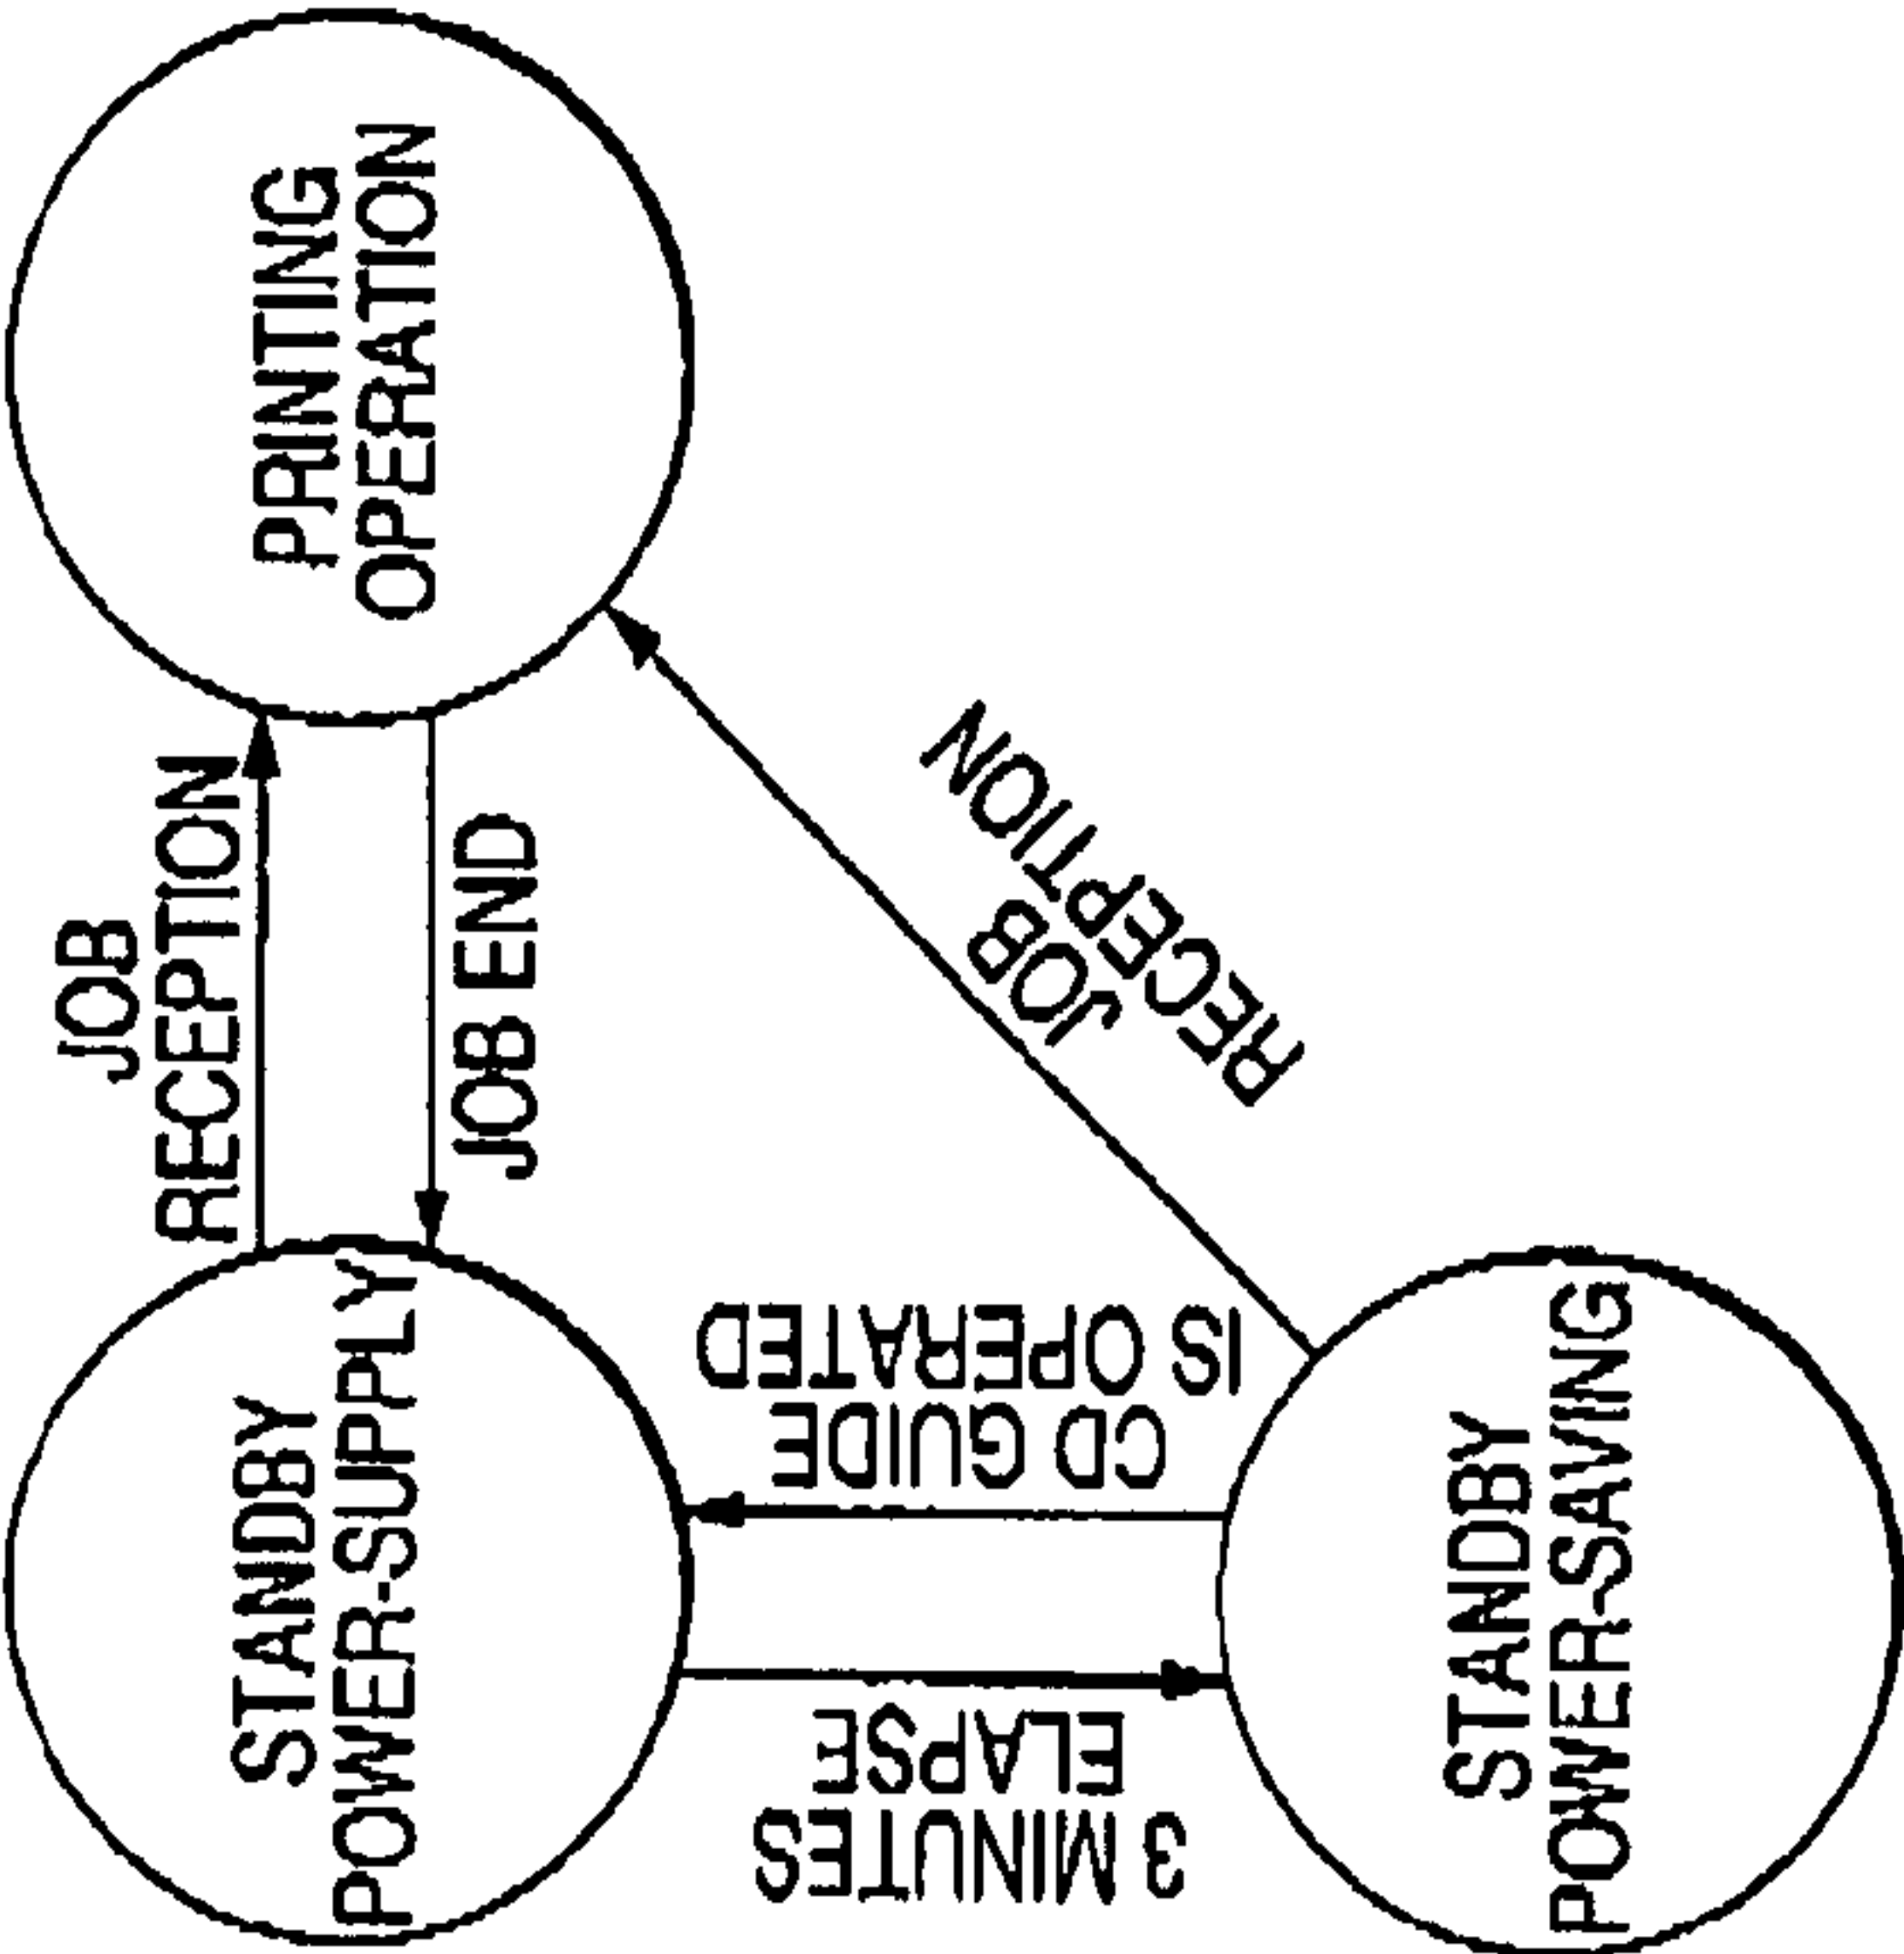 STANDBY
POWER-SUPPLY
JOB
RECEPTION
JOB END
PRINTING
OPERATION
3 MINUTES
ELAPSE
CD GUIDE
IS OPERATED
JOB
RECEPTION
STANDBY
POWER-SAVING